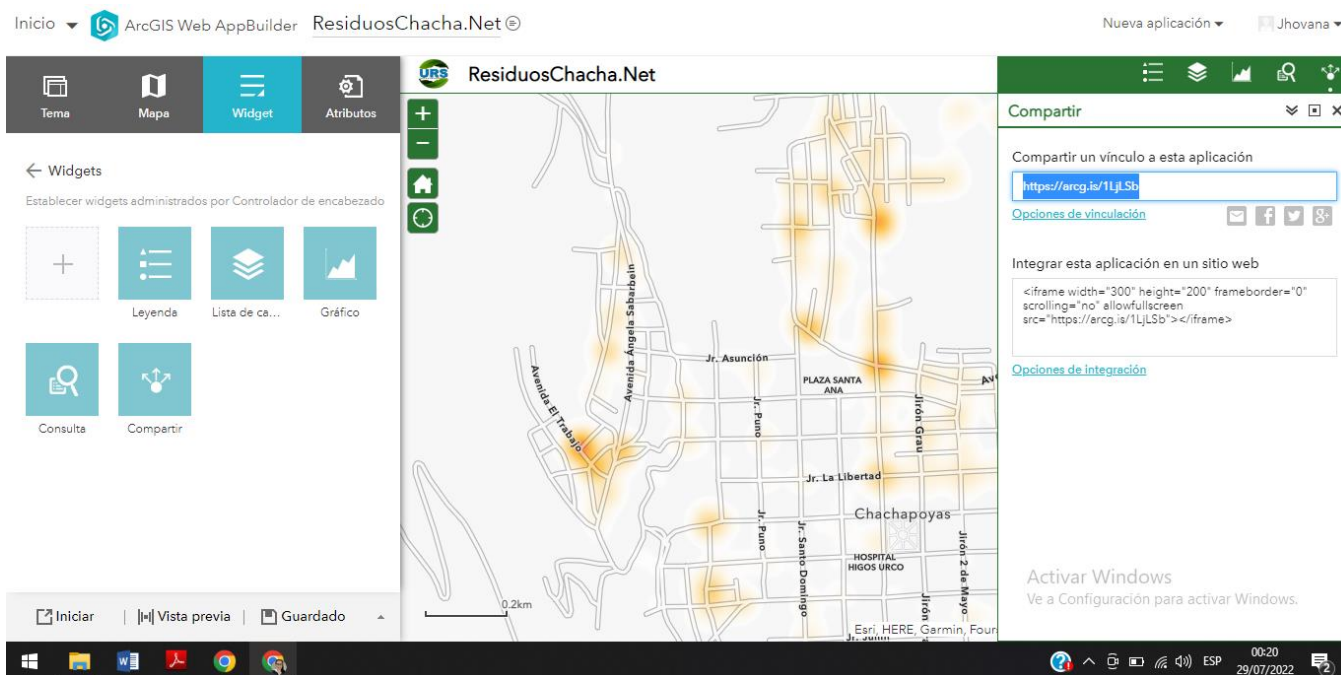 Inicio
ArcGIS Web AppBuilder
ResiduosChacha.Net
Nueva aplicación
Jhovana
Tema
Mapa
Widget
Atributos
URS
ResiduosChacha.Net
Widgets
Establecer widgets administrados por Controlador de encabezado
Leyenda
Lista de ca...
Gráfico
Consulta
Compartir
Iniciar
Vista previa
Guardado
Avenida Ángela Sabarbein
Avenida El Trabajo
Jr. Asunción
PLAZA SANTA
ANA
Jr. Puno
Jirón Grau
Jr. La Libertad
Chachapoyas
Jr. Puno
Jr. Santo Domingo
HOSPITAL
HIGOS URCO
Jirón 2 de Mayo
0.2km
Esri, HERE, Garmin, Four
Compartir
Compartir un vínculo a esta aplicación
https://arcg.is/1LjLSb
Opciones de vinculación
Integrar esta aplicación en un sitio web
<iframe width="300" height="200" frameborder="0"
scrolling="no" allowfullscreen
src="https://arcg.is/1LjLSb"></iframe>
Opciones de integración
Activar Windows
Ve a Configuración para activar Windows.
ESP
00:20
29/07/2022
2